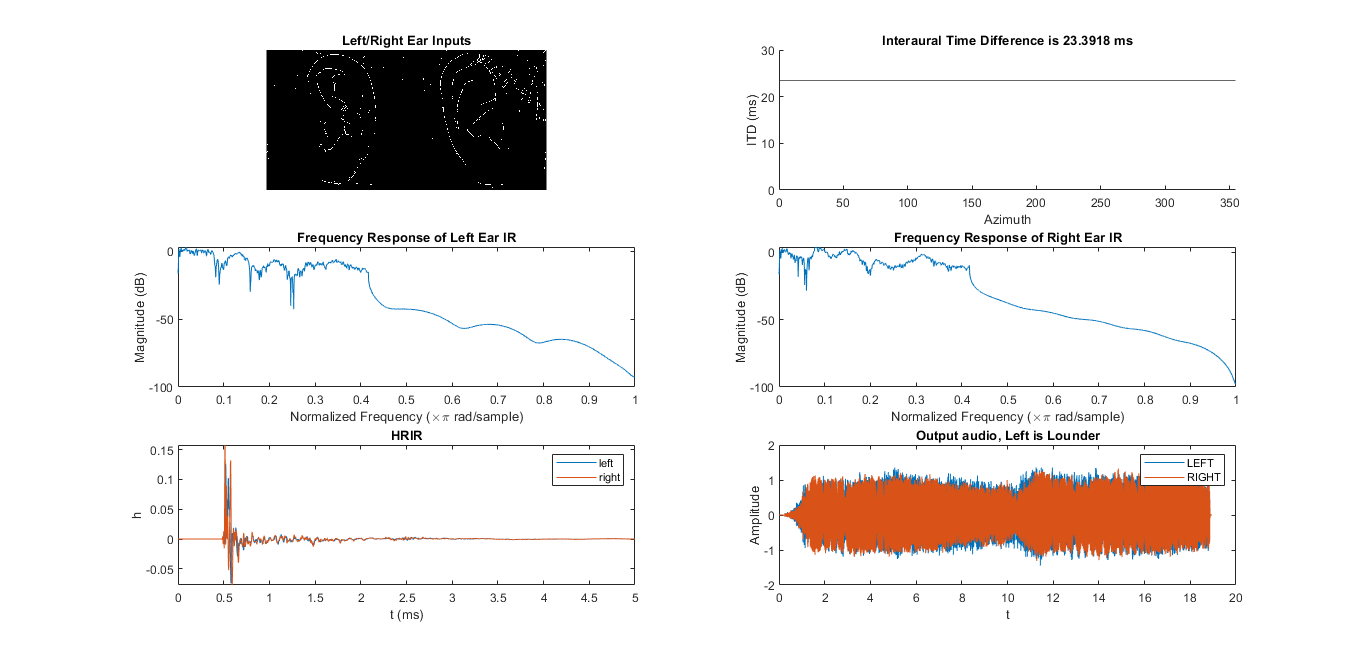 Left/Right Ear Inputs
Interaural Time Difference is 23.3918 ms
30
20
10
0
ITD (ms)
0 50 100 150 200 250 300 350
Azimuth
Frequency Response of Left Ear IR
0
-50
-100
Magnitude (dB)
0 0.1 0.2 0.3 0.4 0.5 0.6 0.7 0.8 0.9 1
Normalized Frequency (×π rad/sample)
Frequency Response of Right Ear IR
0
-50
-100
Magnitude (dB)
0 0.1 0.2 0.3 0.4 0.5 0.6 0.7 0.8 0.9 1
Normalized Frequency (×π rad/sample)
HRIR
0.15
0.1
0.05
0
-0.05
h
left
right
0 0.5 1 1.5 2 2.5 3 3.5 4 4.5 5
t (ms)
Output audio, Left is Lounder
2
1
0
-1
-2
Amplitude
LEFT
RIGHT
0 2 4 6 8 10 12 14 16 18 20
t